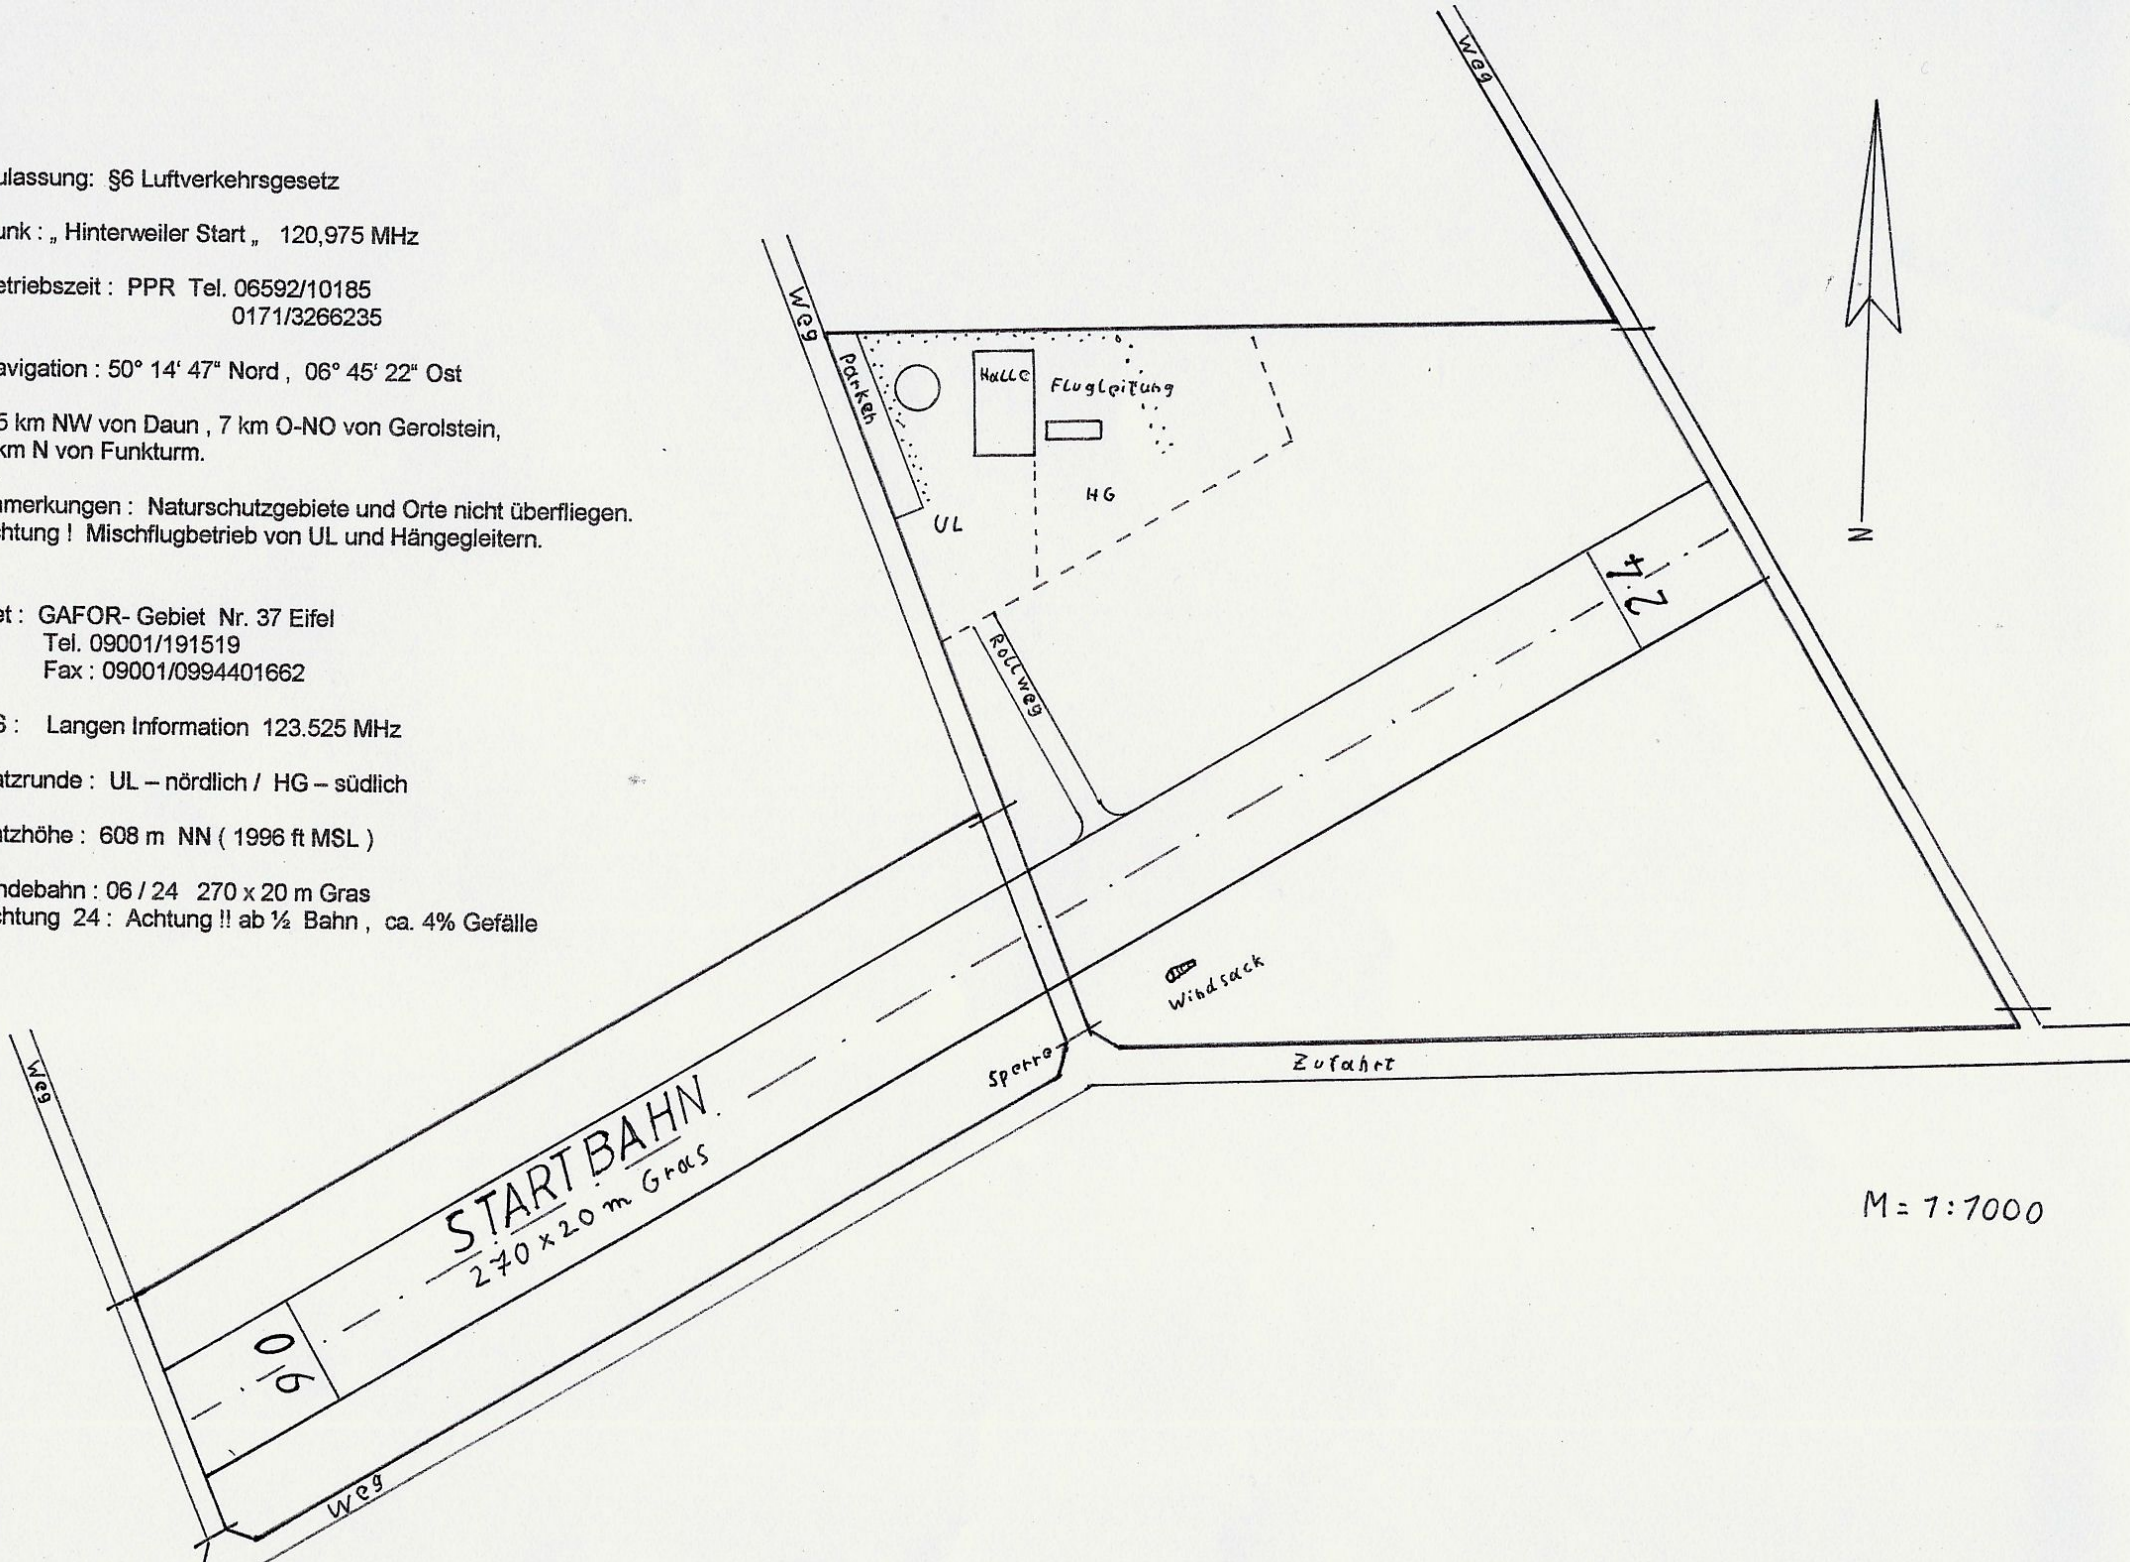 ulassung: §6 Luftverkehrsgesetz
unk : „ Hinterweiler Start „ 120,975 MHz
etriebszeit : PPR Tel. 06592/10185
0171/3266235
avigation : 50° 14' 47" Nord , 06° 45' 22" Ost
5 km NW von Daun , 7 km O-NO von Gerolstein,
km N von Funkturm.
nmerkungen : Naturschutzgebiete und Orte nicht überfliegen.
chtung ! Mischflugbetrieb von UL und Hängegleitern.
et : GAFOR- Gebiet Nr. 37 Eifel
Tel. 09001/191519
Fax : 09001/0994401662
S : Langen Information 123.525 MHz
atzrunde : UL – nördlich / HG – südlich
atzhöhe : 608 m NN ( 1996 ft MSL )
ndebahn : 06 / 24 270 x 20 m Gras
chtung 24 : Achtung !! ab ½ Bahn , ca. 4% Gefälle
Weg
Weg
Parken
Halle
Flugleitung
HG
UL
Rollweg
N
24
Windsack
Sperre
Zufahrt
Weg
STARTBAHN
270 x 20 m Gras
06
Weg
M = 1:1000